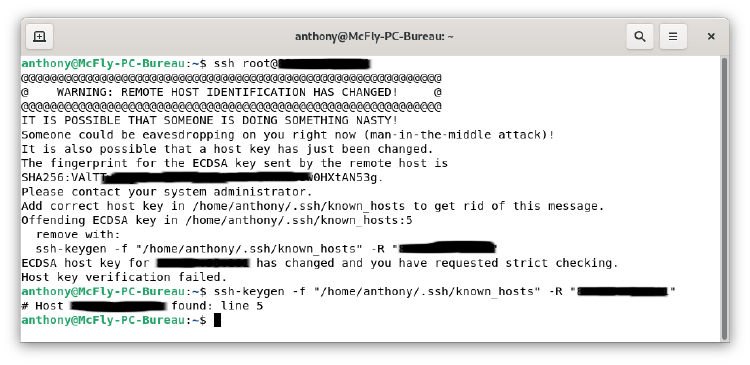 anthony@McFly-PC-Bureau: ~
anthony@McFly-PC-Bureau:~$ ssh root@
@@@@@@@@@@@@@@@@@@@@@@@@@@@@@@@@@@@@@@@@@@@@@@@@@@@@@@@@@@@
@    WARNING: REMOTE HOST IDENTIFICATION HAS CHANGED!     @
@@@@@@@@@@@@@@@@@@@@@@@@@@@@@@@@@@@@@@@@@@@@@@@@@@@@@@@@@@@
IT IS POSSIBLE THAT SOMEONE IS DOING SOMETHING NASTY!
Someone could be eavesdropping on you right now (man-in-the-middle attack)!
It is also possible that a host key has just been changed.
The fingerprint for the ECDSA key sent by the remote host is
SHA256:VAlTT 0HXtAN53g.
Please contact your system administrator.
Add correct host key in /home/anthony/.ssh/known_hosts to get rid of this message.
Offending ECDSA key in /home/anthony/.ssh/known_hosts:5
  remove with:
  ssh-keygen -f "/home/anthony/.ssh/known_hosts" -R " "
ECDSA host key for has changed and you have requested strict checking.
Host key verification failed.
anthony@McFly-PC-Bureau:~$ ssh-keygen -f "/home/anthony/.ssh/known_hosts" -R " "
# Host found: line 5
anthony@McFly-PC-Bureau:~$